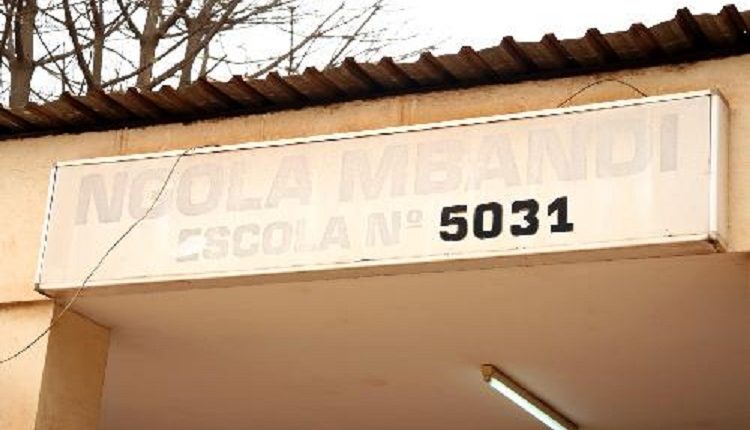 NGOLA MBANDI
ESCOLA Nº 5031